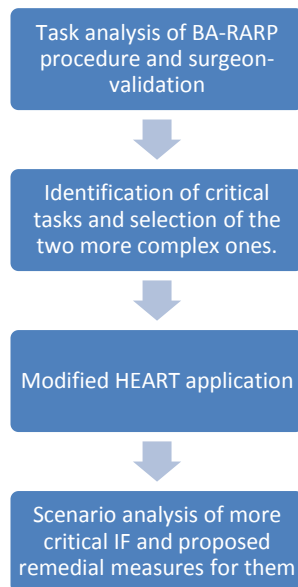 Task analysis of BA-RARP
procedure and surgeon-
validation
Identification of critical
tasks and selection of the
two more complex ones.
Modified HEART application
Scenario analysis of more
critical IF and proposed
remedial measures for them